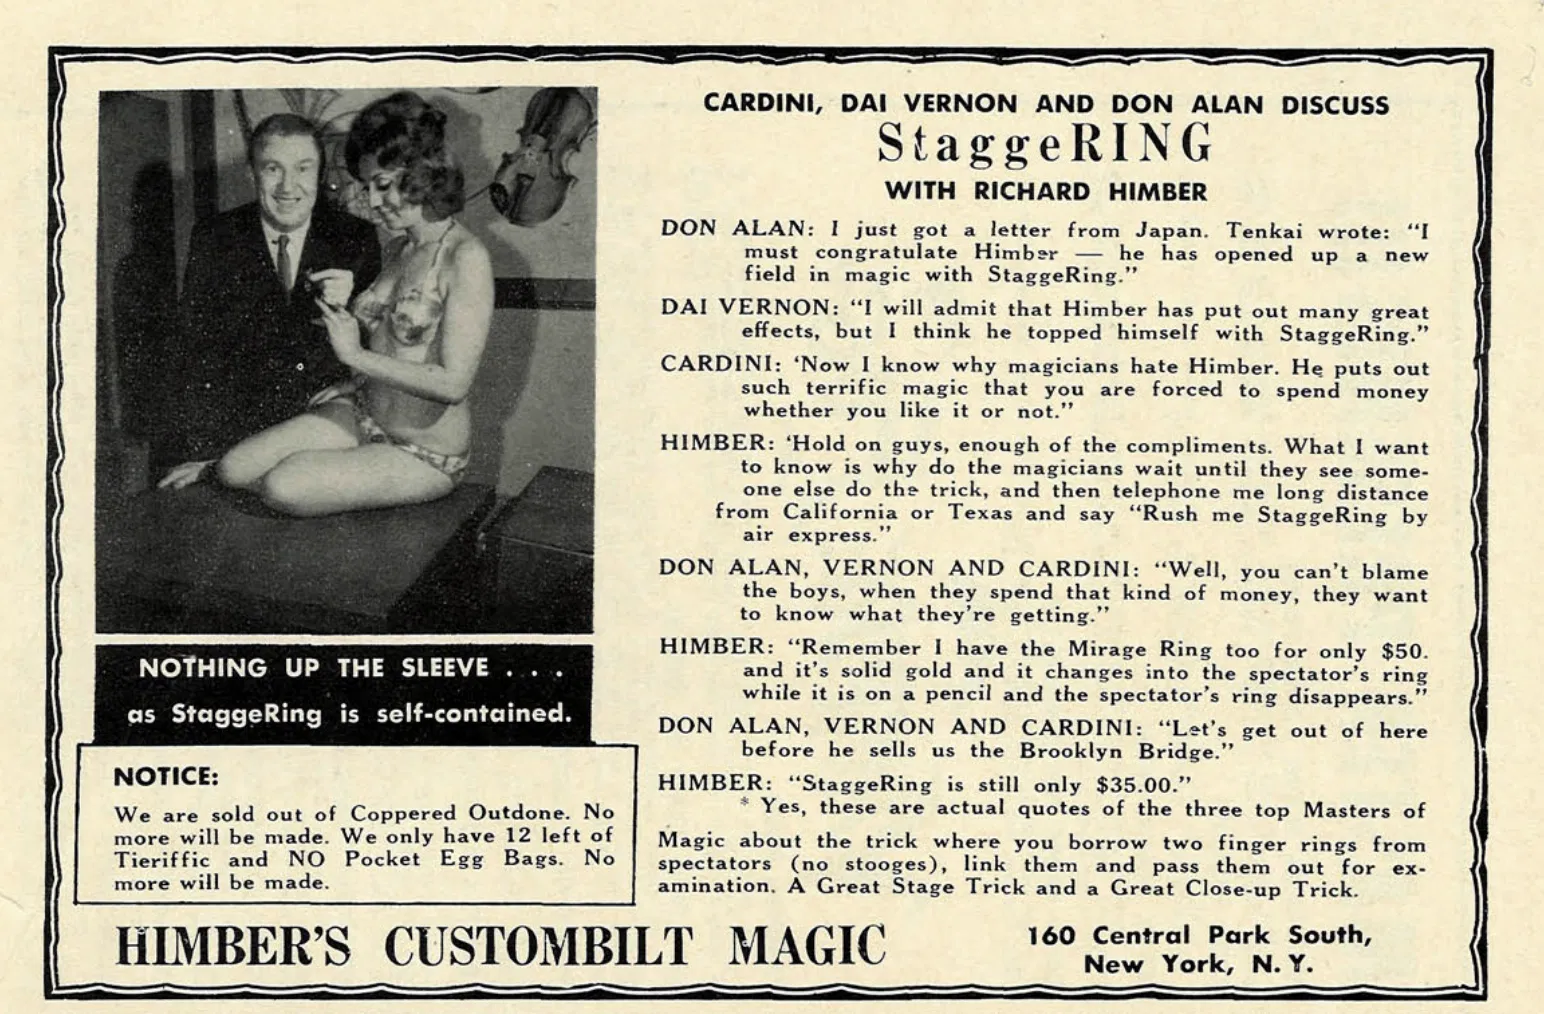 CARDINI, DAI VERNON AND DON ALAN DISCUSS
StaggeRING
WITH RICHARD HIMBER
DON ALAN: I just got a letter from Japan. Tenkai wrote: “I
must congratulate Himber — he has opened up a new
field in magic with StaggeRing.”
DAI VERNON: “I will admit that Himber has put out many great
effects, but I think he topped himself with StaggeRing.”
CARDINI: ‘Now I know why magicians hate Himber. He puts out
such terrific magic that you are forced to spend money
whether you like it or not.”
HIMBER: ‘Hold on guys, enough of the compliments. What I want
to know is why do the magicians wait until they see some-
one else do the trick, and then telephone me long distance
from California or Texas and say “Rush me StaggeRing by
air express.”
DON ALAN, VERNON AND CARDINI: “Well, you can’t blame
the boys, when they spend that kind of money, they want
to know what they’re getting.”
HIMBER: “Remember I have the Mirage Ring too for only $50.
and it’s solid gold and it changes into the spectator’s ring
while it is on a pencil and the spectator’s ring disappears.”
DON ALAN, VERNON AND CARDINI: “Let’s get out of here
before he sells us the Brooklyn Bridge.”
HIMBER: “StaggeRing is still only $35.00.”
* Yes, these are actual quotes of the three top Masters of
Magic about the trick where you borrow two finger rings from
spectators (no stooges), link them and pass them out for ex-
amination. A Great Stage Trick and a Great Close-up Trick.
NOTHING UP THE SLEEVE . . .
as StaggeRing is self-contained.
NOTICE:
We are sold out of Coppered Outdone. No
more will be made. We only have 12 left of
Tieriffic and NO Pocket Egg Bags. No
more will be made.
HIMBER’S CUSTOMBILT MAGIC
160 Central Park South,
New York, N. Y.